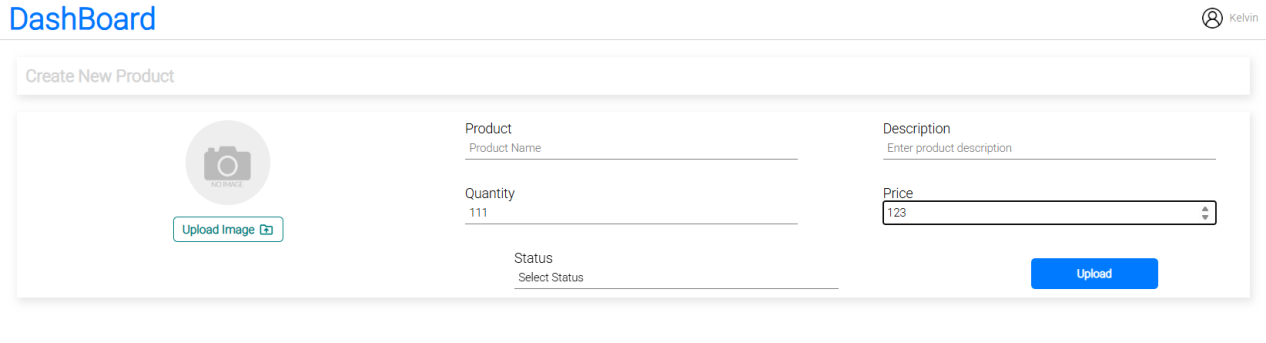 DashBoard
Kelvin
Create New Product
NO IMAGE
Upload Image
Product
Product Name
Description
Enter product description
Quantity
111
Price
123
Status
Select Status
Upload